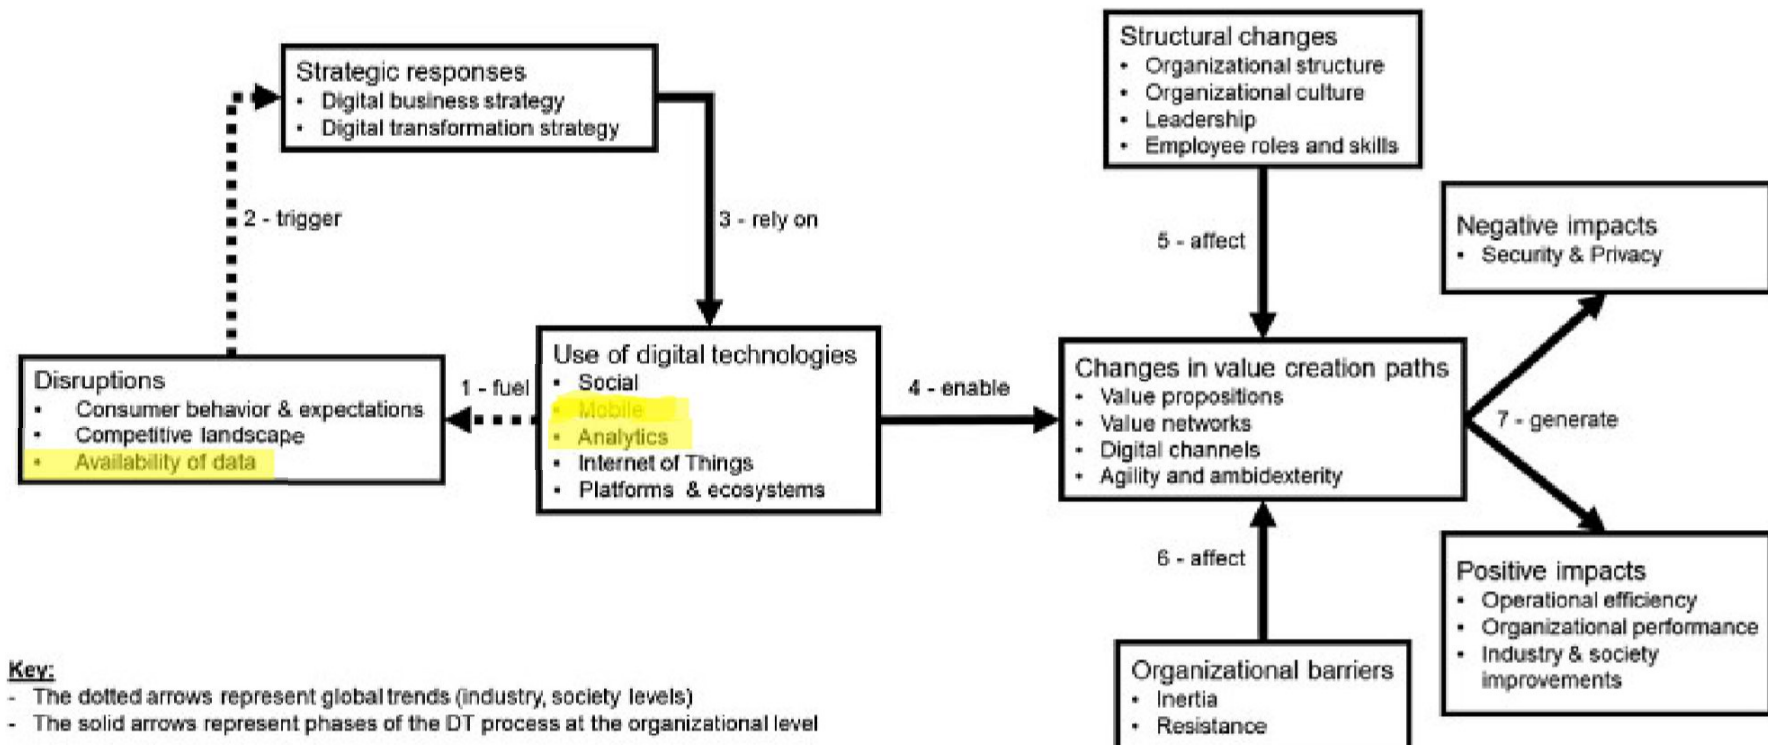 Strategic responses
• Digital business strategy
• Digital transformation strategy
2 - trigger
3 - rely on
Disruptions
• Consumer behavior & expectations
• Competitive landscape
• Availability of data
1 - fuel
Use of digital technologies
• Social
• Mobile
• Analytics
• Internet of Things
• Platforms & ecosystems
4 - enable
Structural changes
• Organizational structure
• Organizational culture
• Leadership
• Employee roles and skills
5 - affect
Changes in value creation paths
• Value propositions
• Value networks
• Digital channels
• Agility and ambidexterity
6 - affect
Organizational barriers
• Inertia
• Resistance
7 - generate
Negative impacts
• Security & Privacy
Positive impacts
• Operational efficiency
• Organizational performance
• Industry & society
improvements
Key:
- The dotted arrows represent global trends (industry, society levels)
- The solid arrows represent phases of the DT process at the organizational level